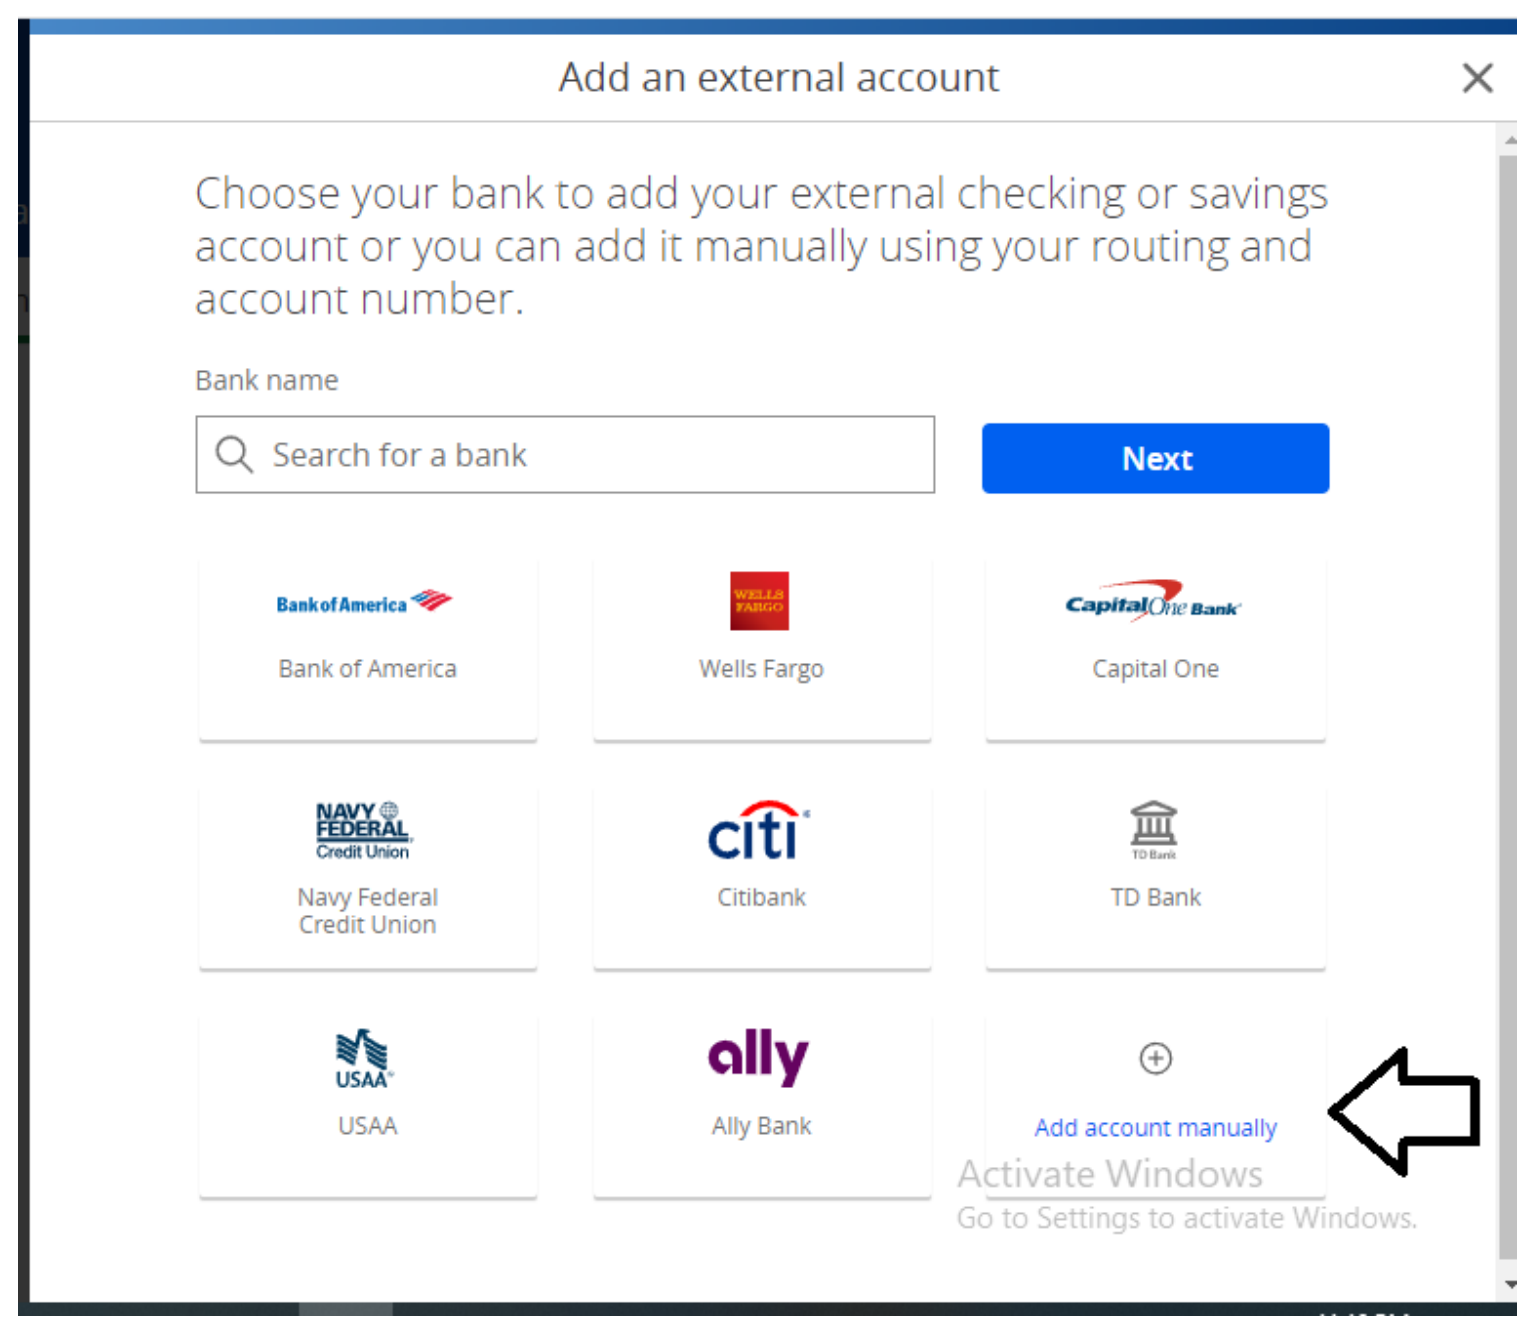 Add an external account
Choose your bank to add your external checking or savings
account or you can add it manually using your routing and
account number.
Bank name
Search for a bank
Next
Bank of America
WELLS
FARGO
Capital One Bank
Bank of America
Wells Fargo
Capital One
NAVY
FEDERAL
Credit Union
citi
TD Bank
Navy Federal
Credit Union
Citibank
TD Bank
USAA
ally
USAA
Ally Bank
Add account manually
Activate Windows
Go to Settings to activate Windows.